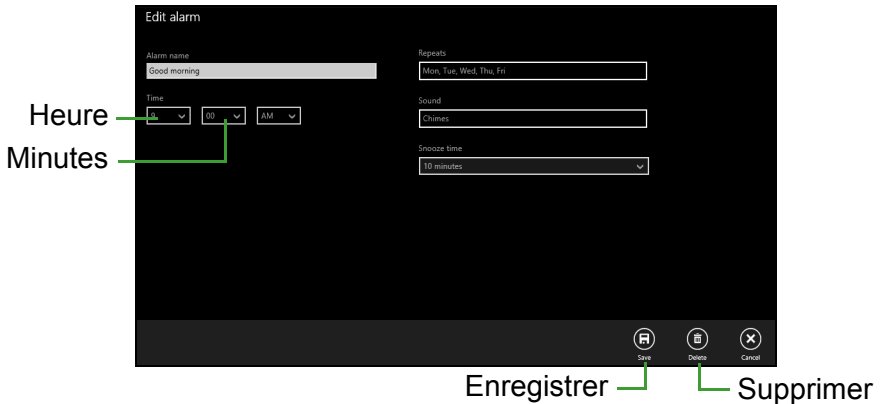 Edit alarm
Alarm name
Good morning
Repeats
Mon, Tue, Wed, Thu, Fri
Time
9 00 AM
Sound
Chimes
Snooze time
10 minutes
Heure
Minutes
Save Delete Cancel
Enregistrer Supprimer